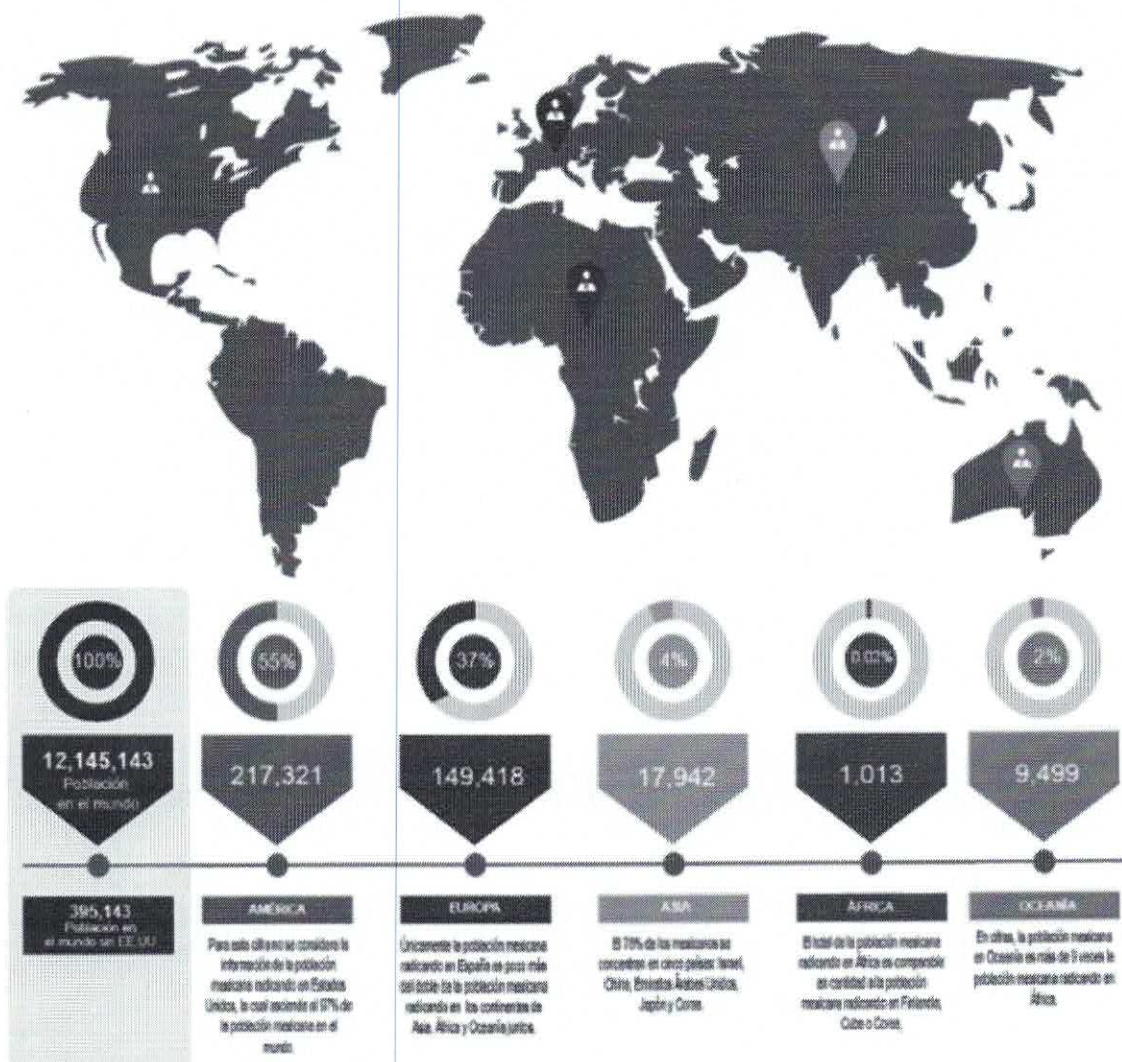 100%
55%
37%
4%
0.02%
2%
12,145,143
Población
en el mundo
217,321
149,418
17,942
1,013
9,499
395,143
Población en
el mundo sin EE.UU
AMÉRICA
Para esta cifra no se considera la
información de la población
mexicana radicando en Estados
Unidos, la cual asciende al 97% de
la población mexicana en el
mundo.
EUROPA
Únicamente la población mexicana
radicando en España es poco más
del doble de la población mexicana
radicando en los continentes de
Asia, África y Oceanía juntos.
ASIA
El 78% de los mexicanos se
concentran en cinco países: Israel,
China, Emiratos Árabes Unidos,
Japón y Corea.
ÁFRICA
El total de la población mexicana
radicando en África es comparable
en cantidad a la población
mexicana radicando en Finlandia,
Cuba o Corea.
OCEANÍA
En cifras, la población mexicana
en Oceanía es más de 9 veces la
población mexicana radicando en
África.